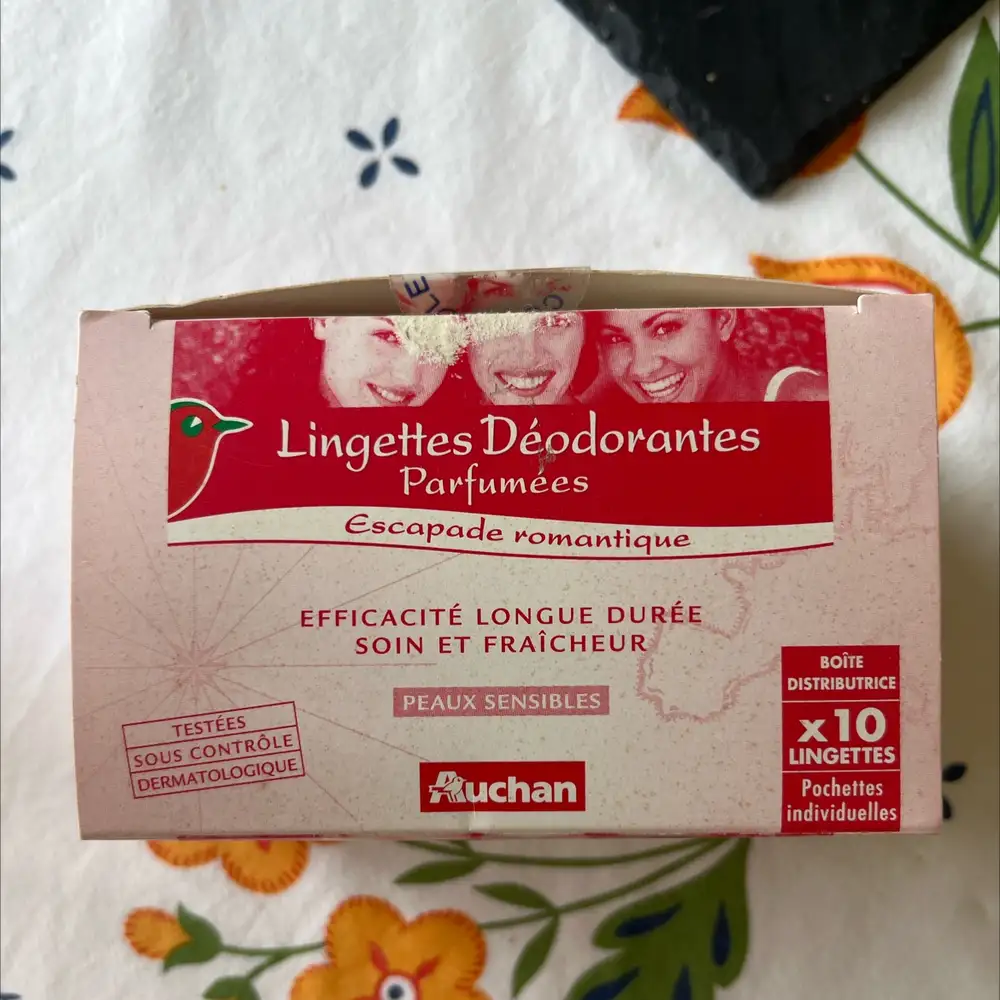 Lingettes Déodorantes
Parfumées
Escapade romantique
EFFICACITÉ LONGUE DURÉE
SOIN ET FRAÎCHEUR
PEAUX SENSIBLES
TESTÉES
SOUS CONTRÔLE
DERMATOLOGIQUE
Auchan
BOÎTE
DISTRIBUTRICE
x10
LINGETTES
Pochettes
individuelles